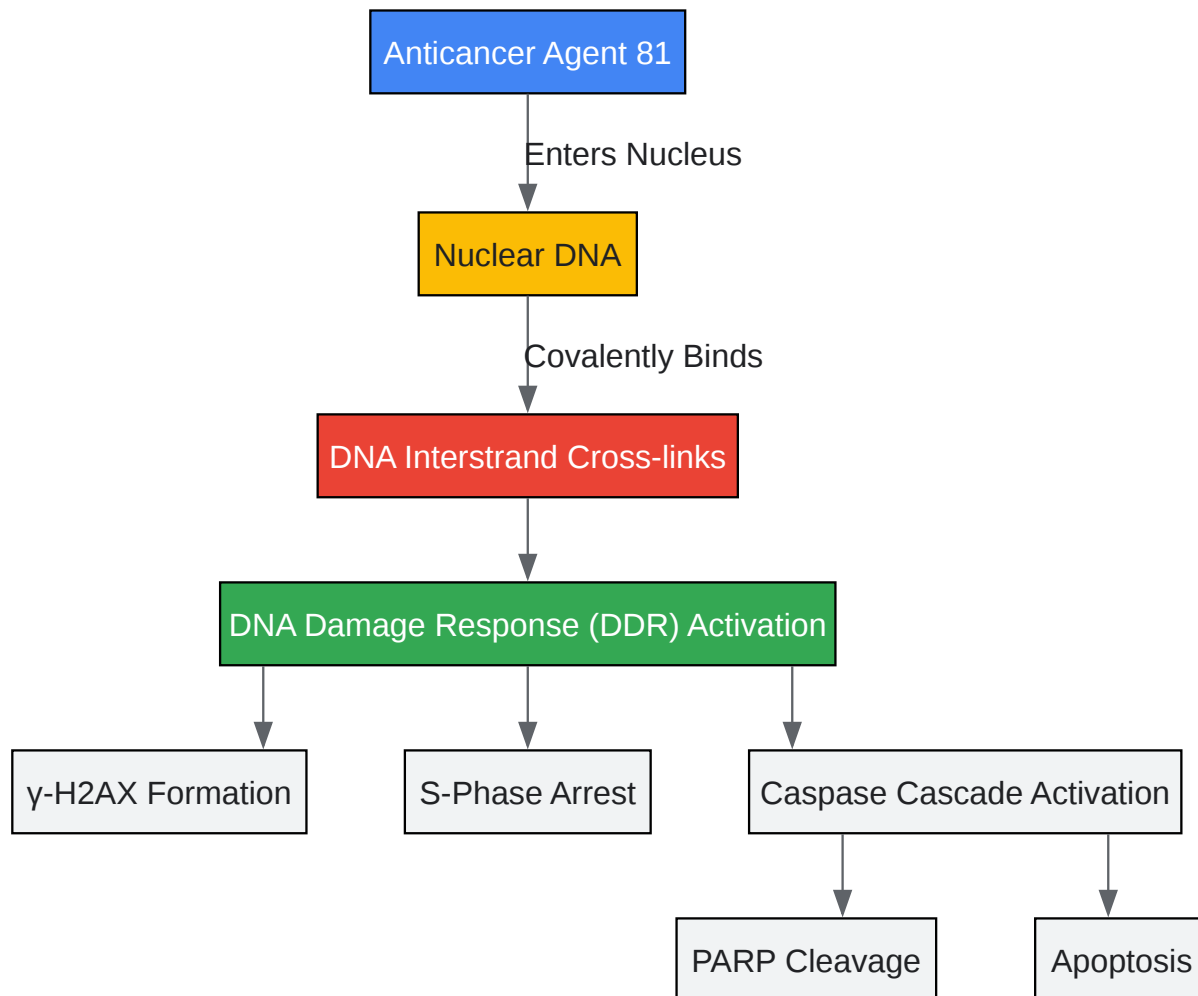 Anticancer Agent 81
Enters Nucleus
Nuclear DNA
Covalently Binds
DNA Interstrand Cross-links
DNA Damage Response (DDR) Activation
γ-H2AX Formation
S-Phase Arrest
Caspase Cascade Activation
PARP Cleavage
Apoptosis